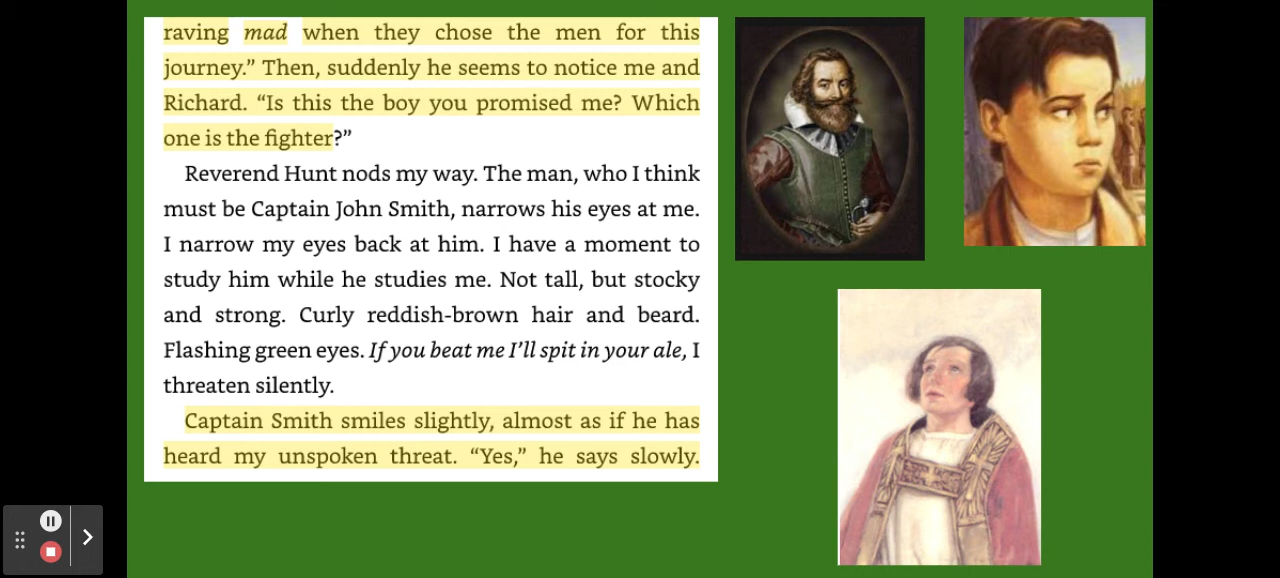 raving mad when they chose the men for this
journey.” Then, suddenly he seems to notice me and
Richard. “Is this the boy you promised me? Which
one is the fighter?”
Reverend Hunt nods my way. The man, who I think
must be Captain John Smith, narrows his eyes at me.
I narrow my eyes back at him. I have a moment to
study him while he studies me. Not tall, but stocky
and strong. Curly reddish-brown hair and beard.
Flashing green eyes. If you beat me I’ll spit in your ale, I
threaten silently.
Captain Smith smiles slightly, almost as if he has
heard my unspoken threat. “Yes,” he says slowly.